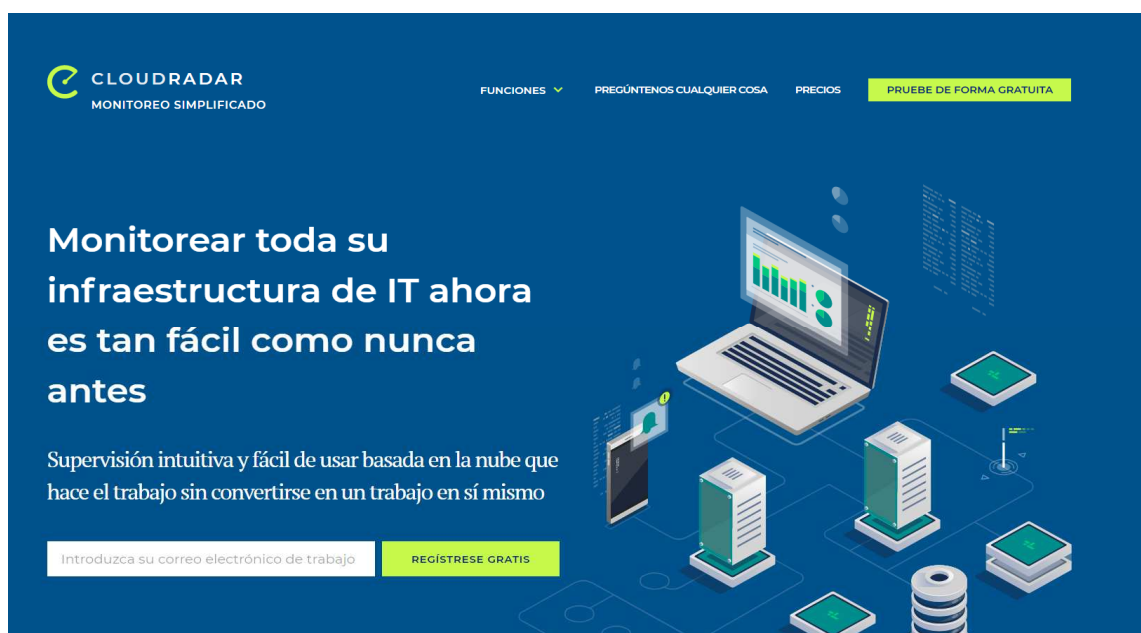 CLOUDRADAR
MONITOREO SIMPLIFICADO
FUNCIONES
PREGÚNTENOS CUALQUIER COSA
PRECIOS
PRUEBE DE FORMA GRATUITA
Monitorear toda su
infraestructura de IT ahora
es tan fácil como nunca
antes
Supervisión intuitiva y fácil de usar basada en la nube que
hace el trabajo sin convertirse en un trabajo en sí mismo
Introduzca su correo electrónico de trabajo
REGÍSTRESE GRATIS